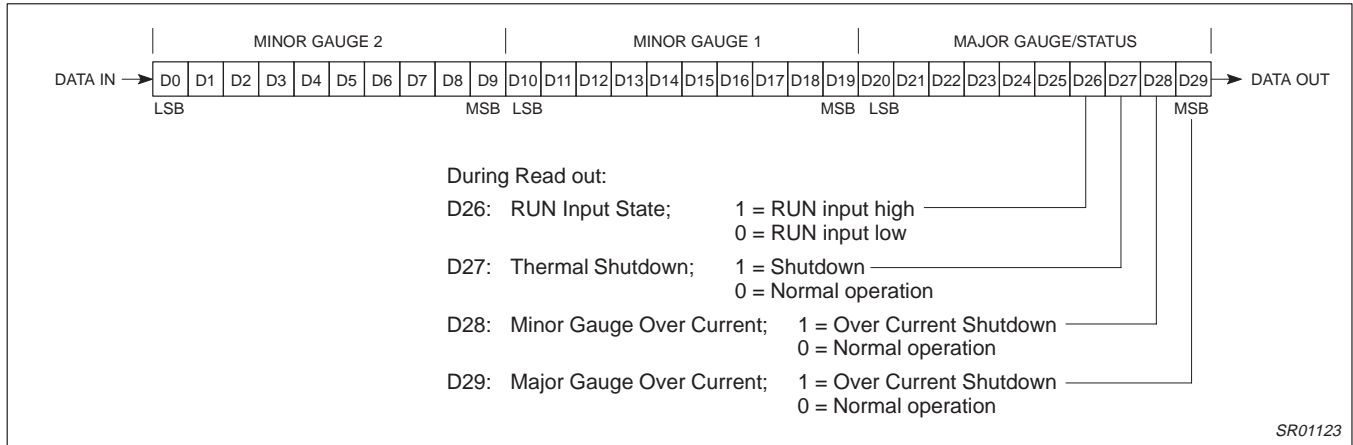 MINOR GAUGE 2 MINOR GAUGE 1 MAJOR GAUGE/STATUS
DATA IN D0 D1 D2 D3 D4 D5 D6 D7 D8 D9 D10 D11 D12 D13 D14 D15 D16 D17 D18 D19 D20 D21 D22 D23 D24 D25 D26 D27 D28 D29 DATA OUT
LSB MSB LSB MSB LSB MSB
During Read out:
D26: RUN Input State; 1 = RUN input high
0 = RUN input low
D27: Thermal Shutdown; 1 = Shutdown
0 = Normal operation
D28: Minor Gauge Over Current; 1 = Over Current Shutdown
0 = Normal operation
D29: Major Gauge Over Current; 1 = Over Current Shutdown
0 = Normal operation
SR01123